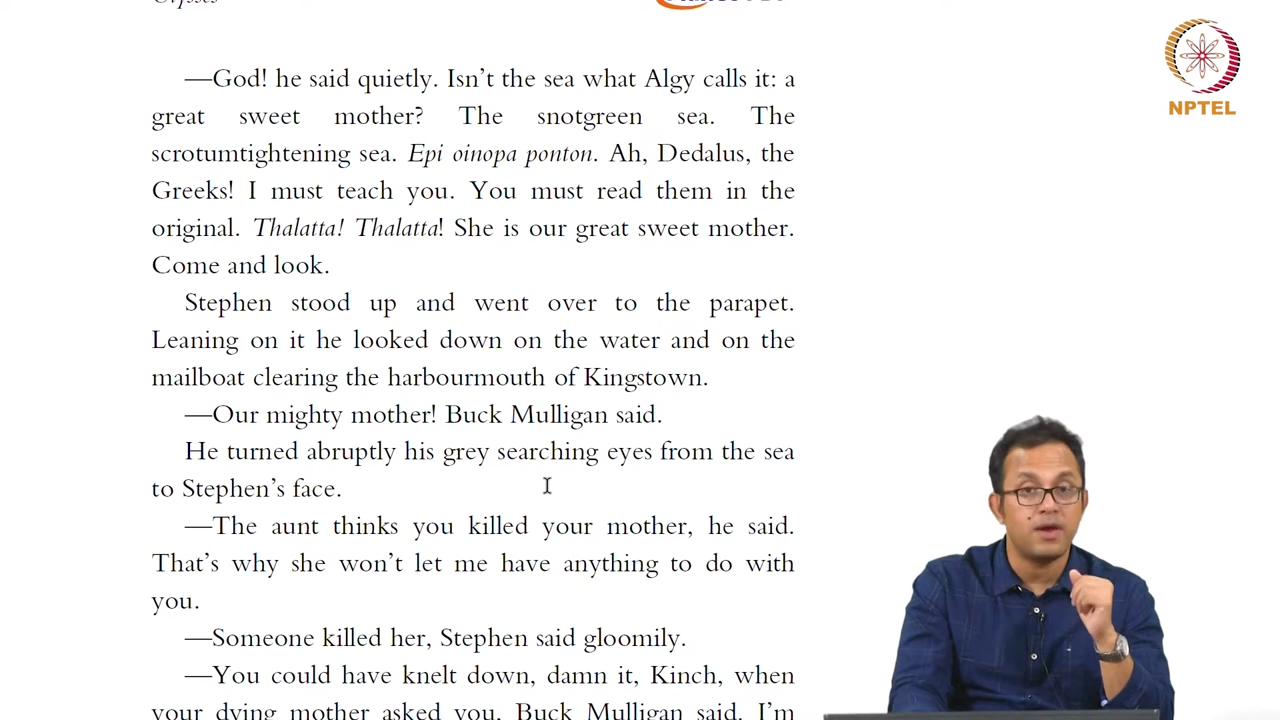 Ulysses
—God! he said quietly. Isn’t the sea what Algy calls it: a
great sweet mother? The snotgreen sea. The
scrotumtightening sea. Epi oinopa ponton. Ah, Dedalus, the
Greeks! I must teach you. You must read them in the
original. Thalatta! Thalatta! She is our great sweet mother.
Come and look.
Stephen stood up and went over to the parapet.
Leaning on it he looked down on the water and on the
mailboat clearing the harbourmouth of Kingstown.
—Our mighty mother! Buck Mulligan said.
He turned abruptly his grey searching eyes from the sea
to Stephen’s face.
—The aunt thinks you killed your mother, he said.
That’s why she won’t let me have anything to do with
you.
—Someone killed her, Stephen said gloomily.
—You could have knelt down, damn it, Kinch, when
your dying mother asked you, Buck Mulligan said. I’m
NPTEL